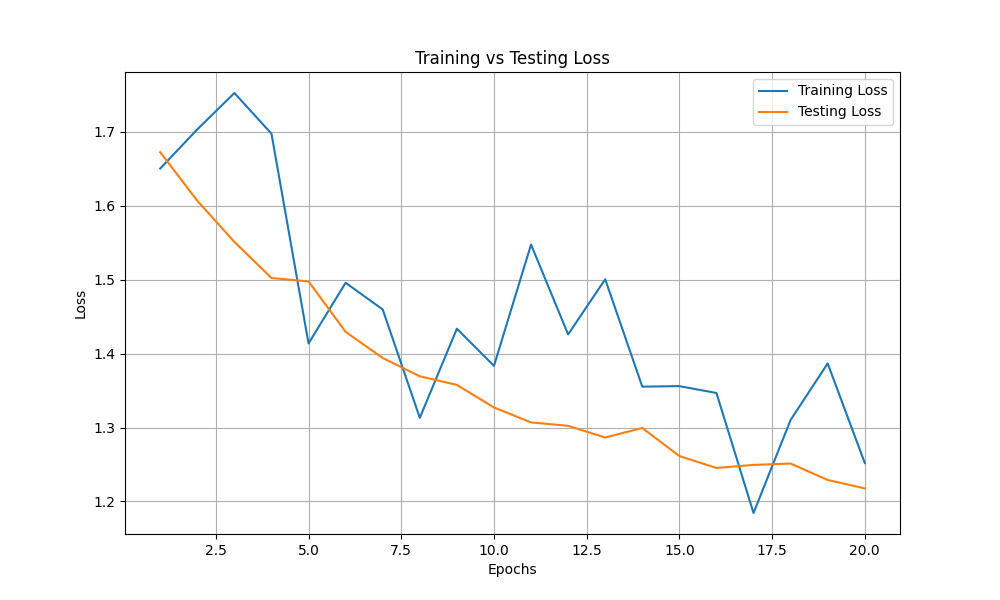 Training vs Testing Loss
Training Loss
Testing Loss
1.7
1.6
1.5
1.4
1.3
1.2
Loss
2.5 5.0 7.5 10.0 12.5 15.0 17.5 20.0
Epochs